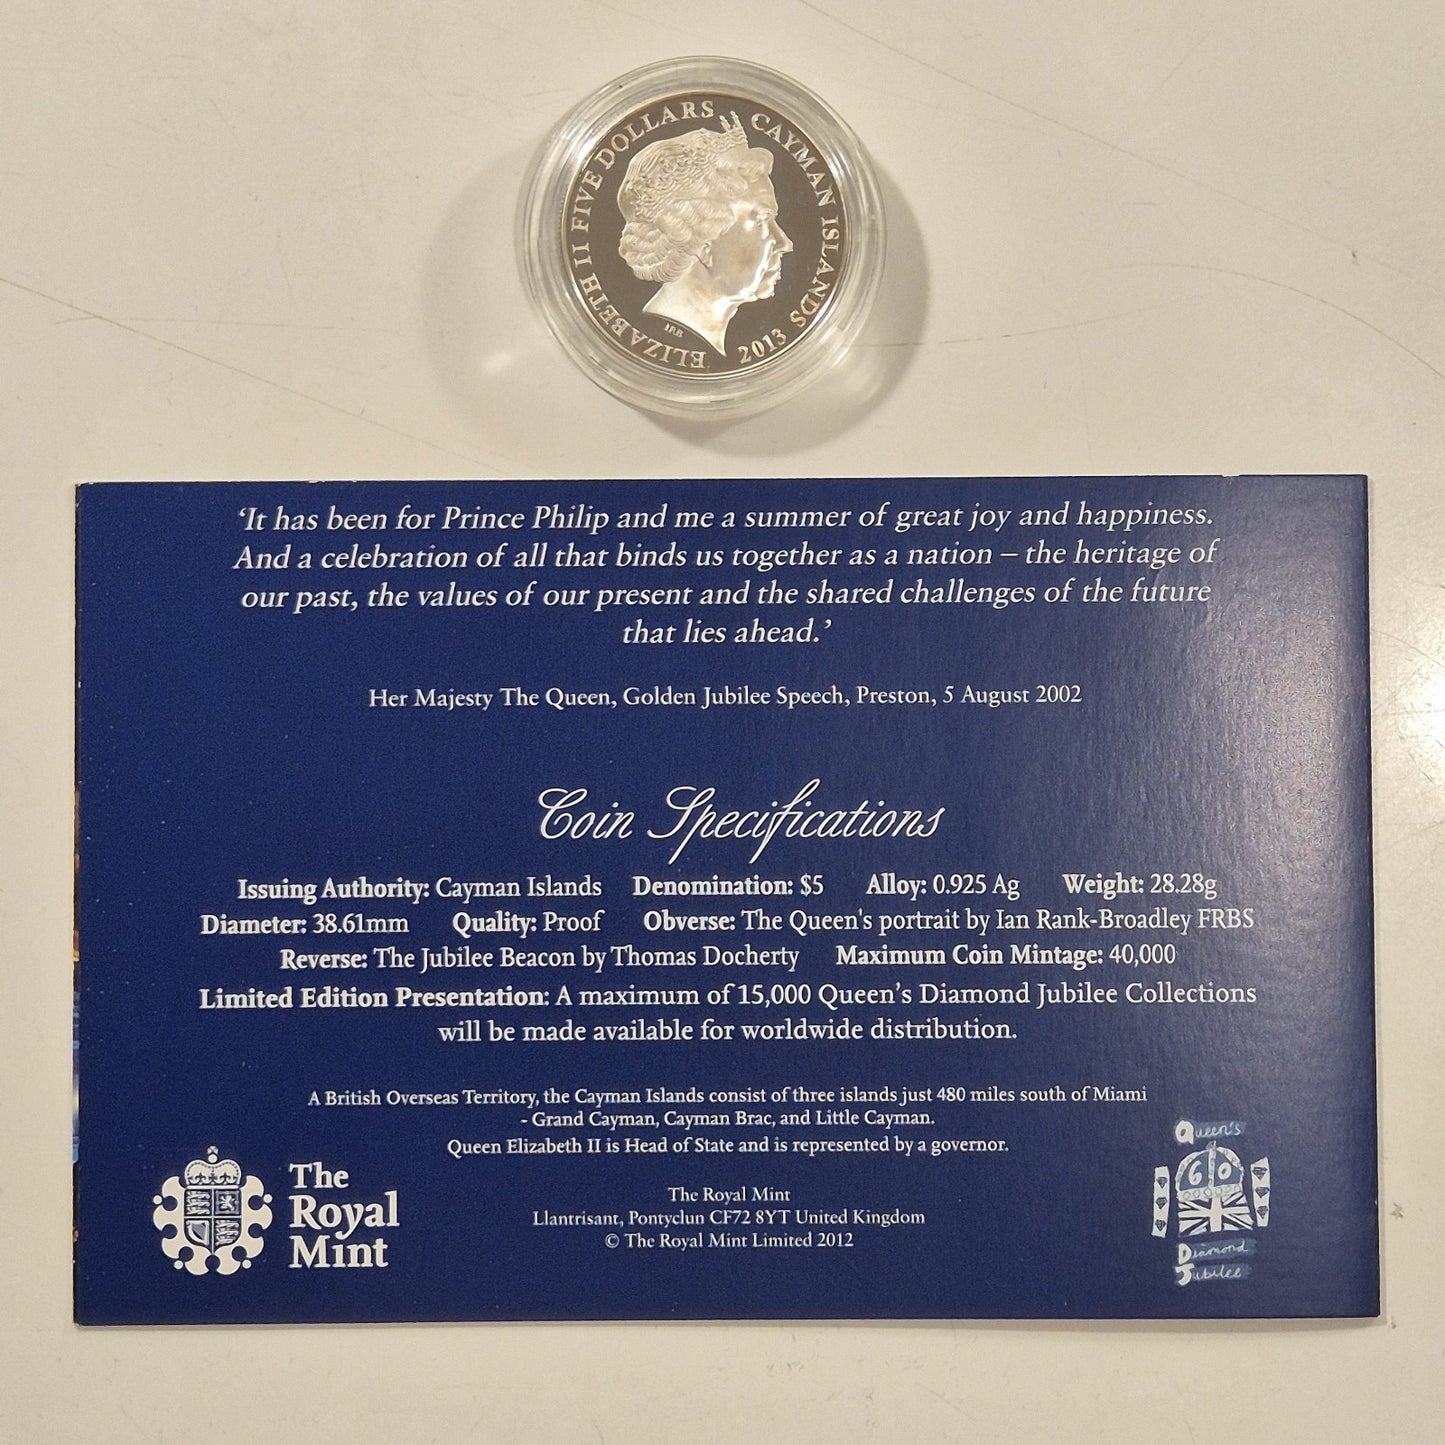 ELIZABETH II FIVE DOLLARS CAYMAN ISLANDS 2013
IRB
‘It has been for Prince Philip and me a summer of great joy and happiness.
And a celebration of all that binds us together as a nation – the heritage of
our past, the values of our present and the shared challenges of the future
that lies ahead.’
Her Majesty The Queen, Golden Jubilee Speech, Preston, 5 August 2002
Coin Specifications
Issuing Authority: Cayman Islands Denomination: $5 Alloy: 0.925 Ag Weight: 28.28g
Diameter: 38.61mm Quality: Proof Obverse: The Queen's portrait by Ian Rank-Broadley FRBS
Reverse: The Jubilee Beacon by Thomas Docherty Maximum Coin Mintage: 40,000
Limited Edition Presentation: A maximum of 15,000 Queen’s Diamond Jubilee Collections
will be made available for worldwide distribution.
A British Overseas Territory, the Cayman Islands consist of three islands just 480 miles south of Miami
- Grand Cayman, Cayman Brac, and Little Cayman.
Queen Elizabeth II is Head of State and is represented by a governor.
The
Royal
Mint
The Royal Mint
Llantrisant, Pontyclun CF72 8YT United Kingdom
© The Royal Mint Limited 2012
Queen's
60
Diamond
Jubilee